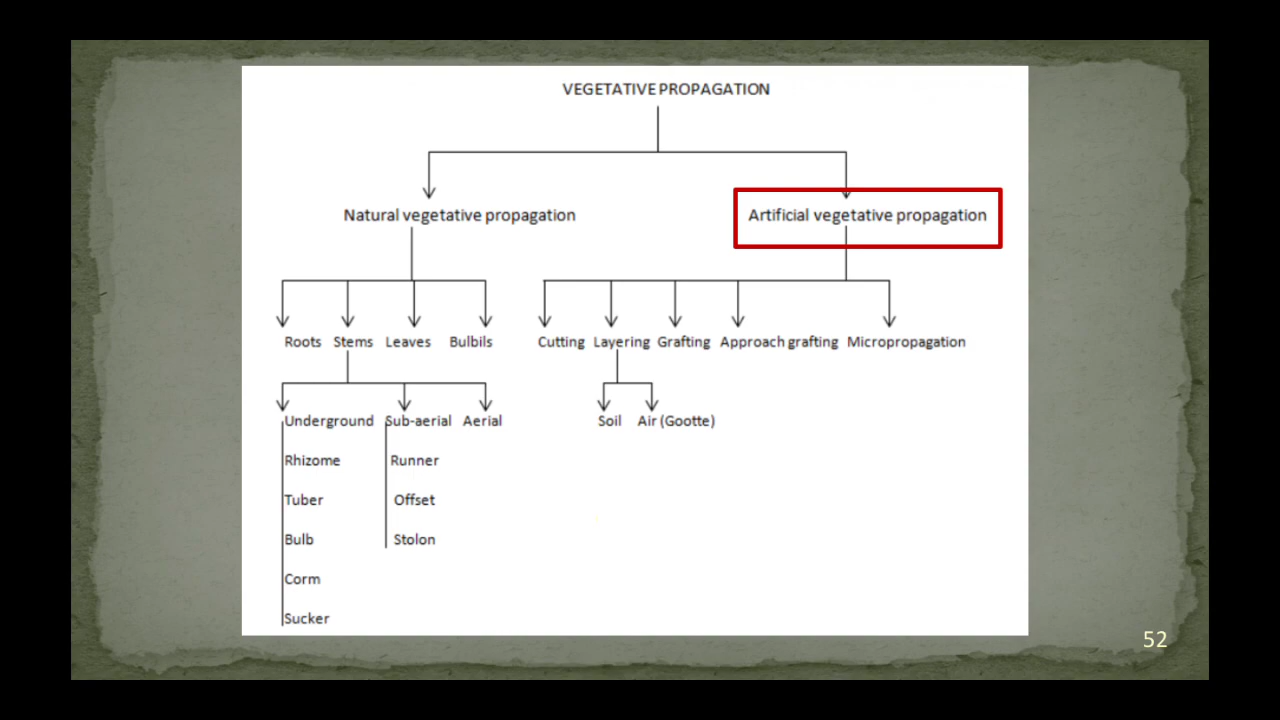 VEGETATIVE PROPAGATION
Natural vegetative propagation
Artificial vegetative propagation
Roots Stems Leaves Bulbils
Cutting Layering Grafting Approach grafting Micropropagation
Underground Sub-aerial Aerial
Soil Air (Gootte)
Rhizome Runner
Tuber Offset
Bulb Stolon
Corm
Sucker
52